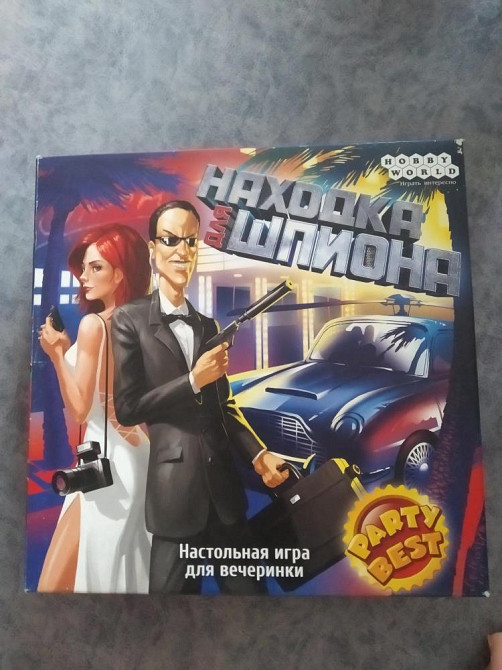 HOBBY
WORLD
Играть интересно
НАХОДКА
ДЛЯ
ШПИОНА
Настольная игра
для вечеринки
PARTY
BEST